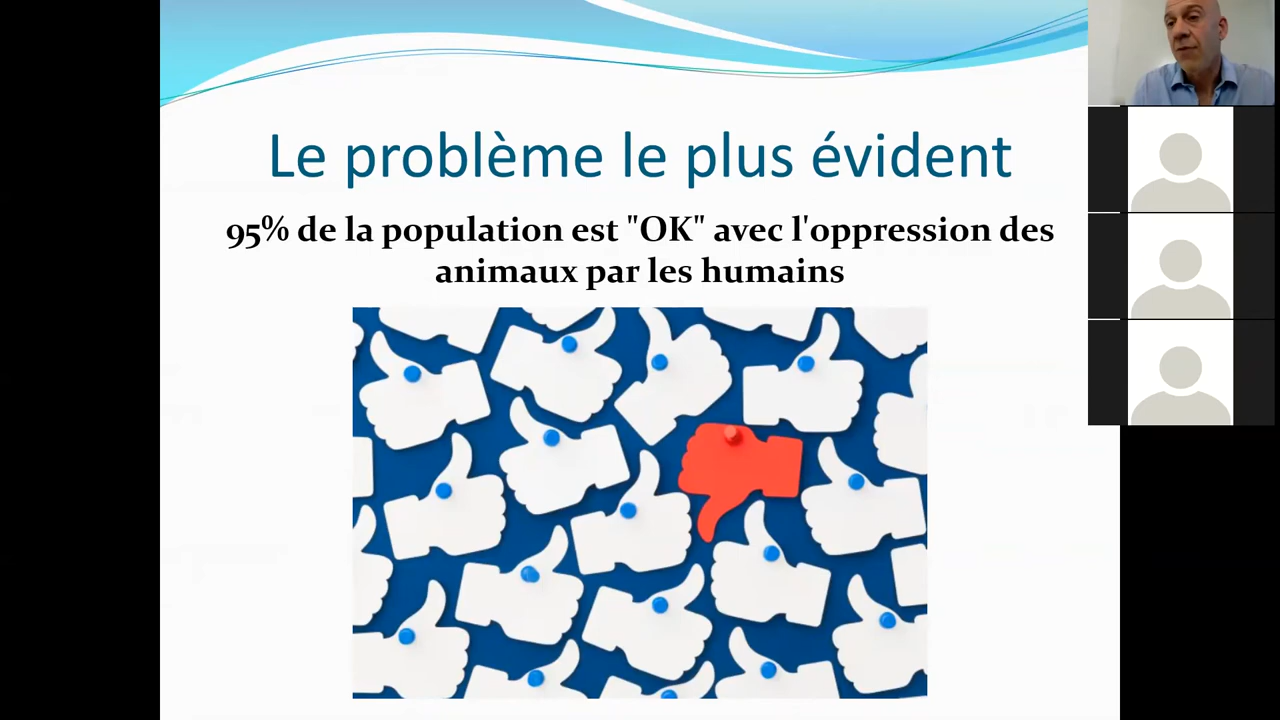 Le problème le plus évident
95% de la population est "OK" avec l'oppression des
animaux par les humains